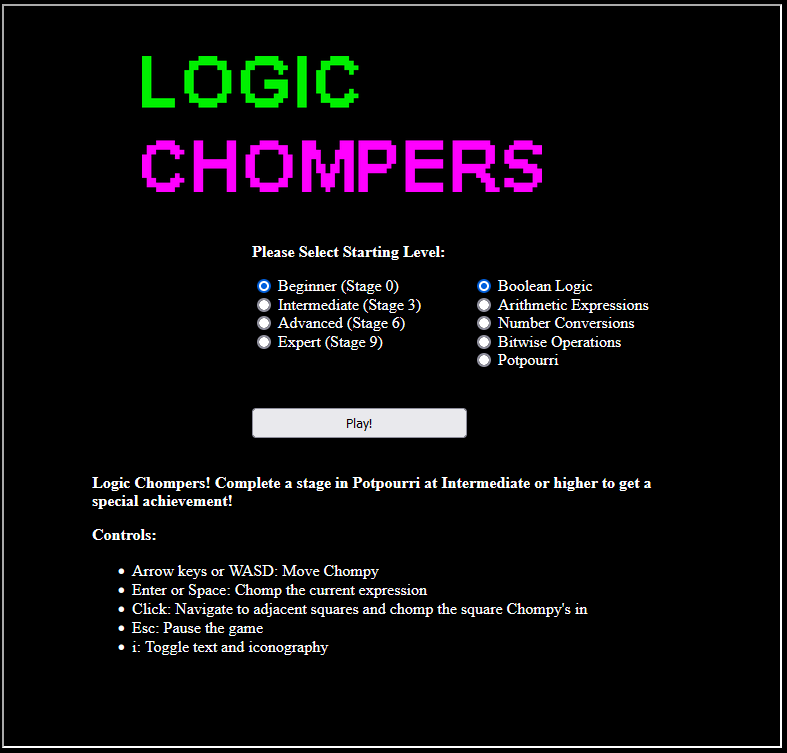 LOGIC
CHOMPERS
Please Select Starting Level:
Beginner (Stage 0)
Intermediate (Stage 3)
Advanced (Stage 6)
Expert (Stage 9)
Boolean Logic
Arithmetic Expressions
Number Conversions
Bitwise Operations
Potpourri
Play!
Logic Chompers! Complete a stage in Potpourri at Intermediate or higher to get a
special achievement!
Controls:
• Arrow keys or WASD: Move Chompy
• Enter or Space: Chomp the current expression
• Click: Navigate to adjacent squares and chomp the square Chompy's in
• Esc: Pause the game
• i: Toggle text and iconography